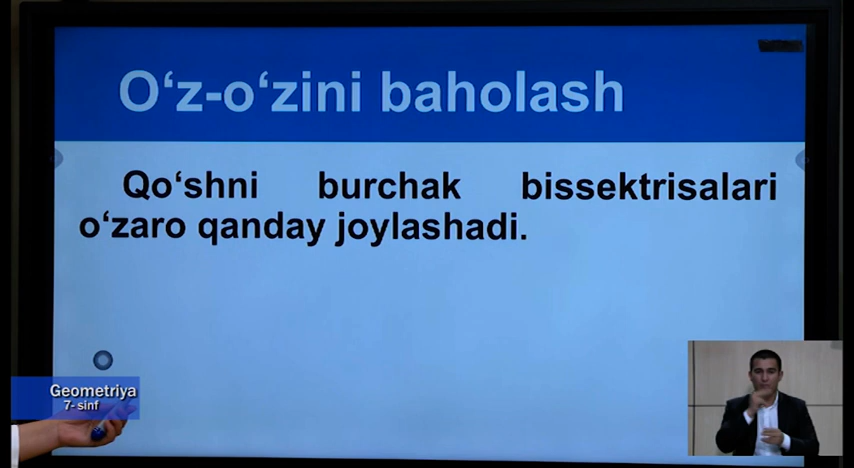 O‘z-o‘zini baholash
Qo‘shni burchak bissektrisalari
o‘zaro qanday joylashadi.
Geometriya
7- sinf